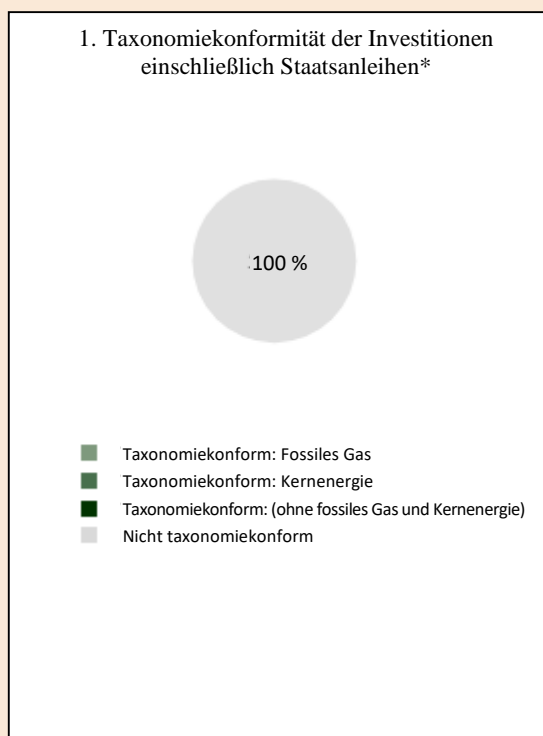 1. Taxonomiekonformität der Investitionen
einschließlich Staatsanleihen*
100 %
Taxonomiekonform: Fossiles Gas
Taxonomiekonform: Kernenergie
Taxonomiekonform: (ohne fossiles Gas und Kernenergie)
Nicht taxonomiekonform